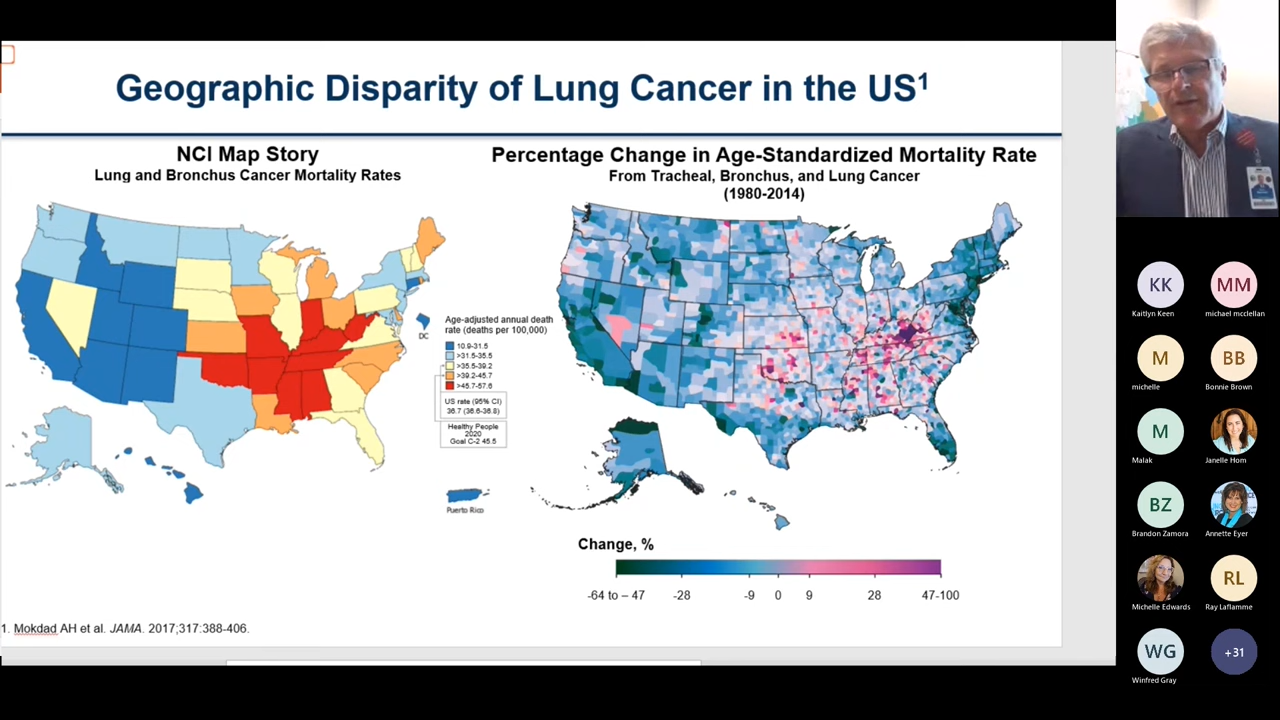 Geographic Disparity of Lung Cancer in the US1
NCI Map Story
Lung and Bronchus Cancer Mortality Rates
Age-adjusted annual death
rate (deaths per 100,000)
10.9-31.5
>31.5-35.5
>35.5-39.2
>39.2-45.7
>45.7-57.6
US rate (95% CI)
36.7 (36.6-36.8)
Healthy People
2020
Goal C-2 45.5
DC
Puerto Rico
Percentage Change in Age-Standardized Mortality Rate
From Tracheal, Bronchus, and Lung Cancer
(1980-2014)
Change, %
-64 to – 47 -28 -9 0 9 28 47-100
1. Mokdad AH et al. JAMA. 2017;317:388-406.
KK MM
Kaitlyn Keen michael mcclellan
M BB
michelle Bonnie Brown
M
Malak Janelle Hom
BZ
Brandon Zamora Annette Eyer
RL
Michelle Edwards Ray Laflamme
WG +31
Winfred Gray